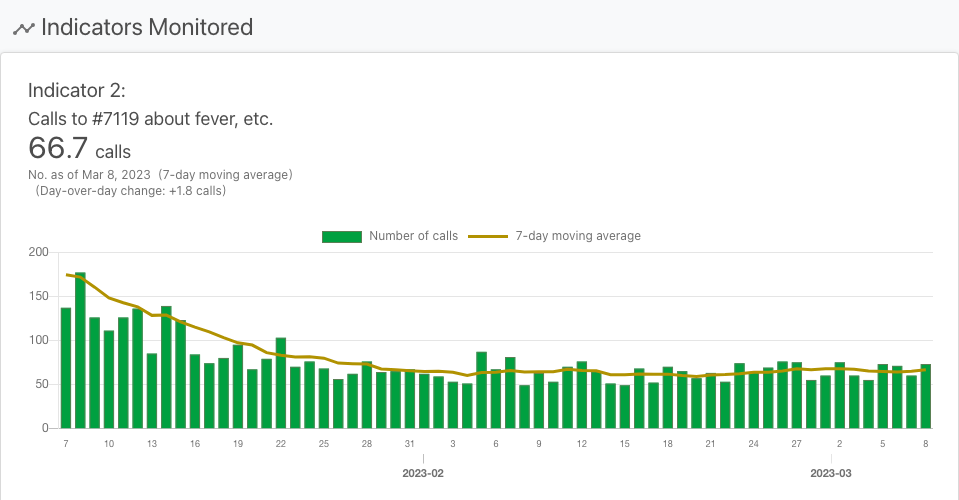 Indicators Monitored
Indicator 2:
Calls to #7119 about fever, etc.
66.7 calls
No. as of Mar 8, 2023 (7-day moving average)
(Day-over-day change: +1.8 calls)
Number of calls 7-day moving average
200
150
100
50
0
7 10 13 16 19 22 25 28 31 3 6 9 12 15 18 21 24 27 2 5 8
2023-02 2023-03